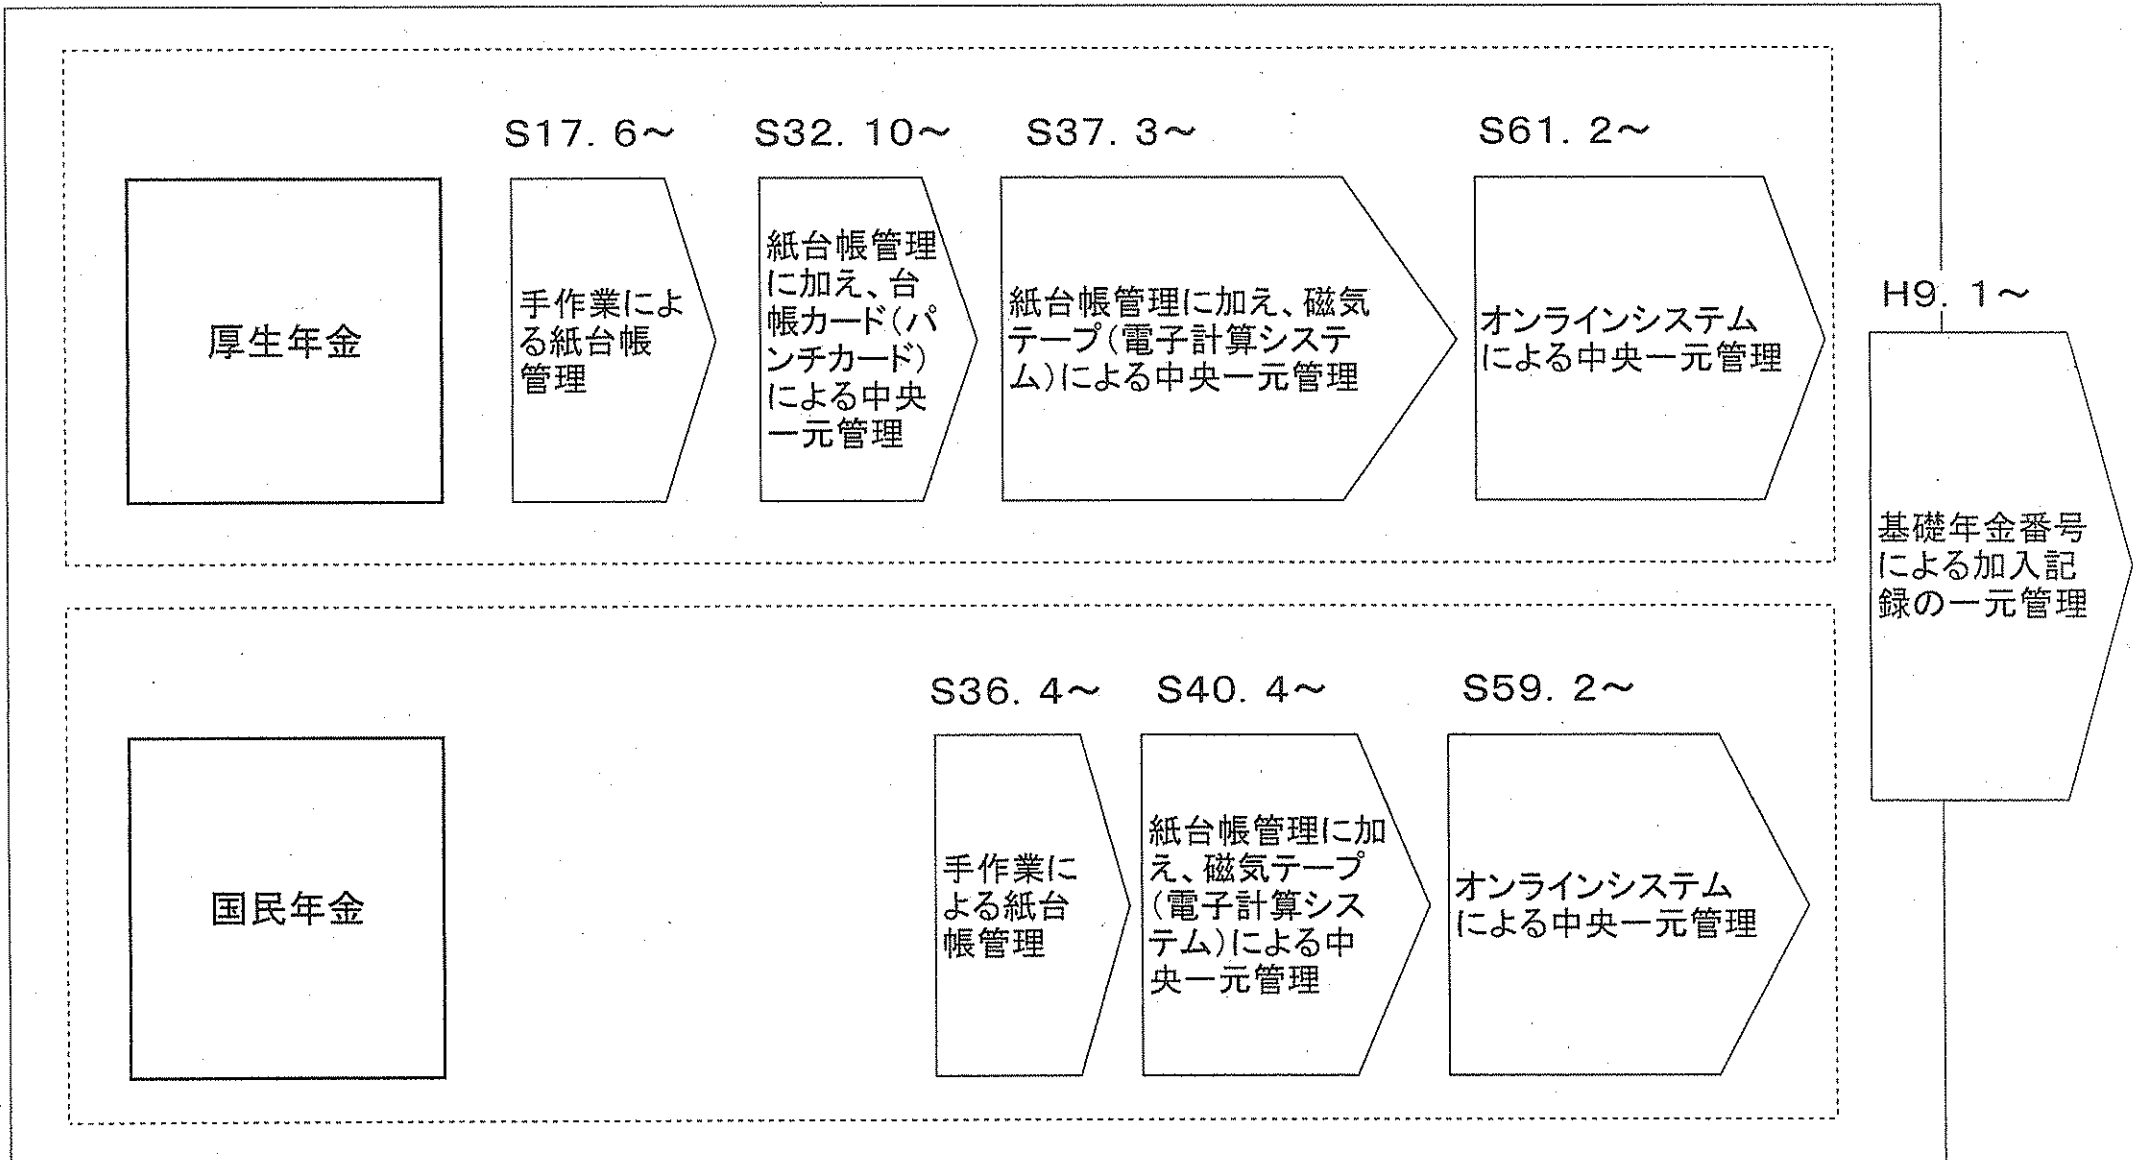 S17. 6～
S32. 10～
S37. 3～
S61. 2～
厚生年金
手作業によ
る紙台帳
管理
紙台帳管理
に加え、台
帳カード（パ
ンチカード）
による中央
一元管理
紙台帳管理に加え、磁気
テープ（電子計算システ
ム）による中央一元管理
オンラインシステム
による中央一元管理
H9. 1～
基礎年金番号
による加入記
録の一元管理
S36. 4～
S40. 4～
S59. 2～
国民年金
手作業に
よる紙台
帳管理
紙台帳管理に加
え、磁気テープ
（電子計算シス
テム）による中
央一元管理
オンラインシステム
による中央一元管理